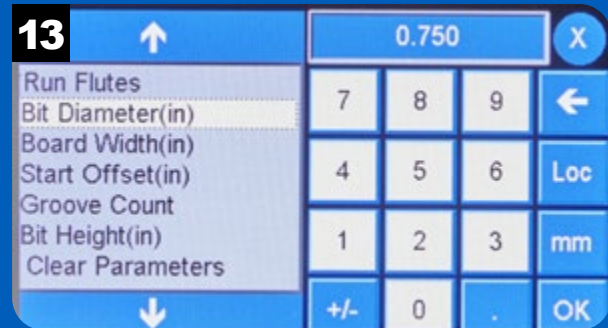 13
0.750
X
Run Flutes
Bit Diameter(in)
Board Width(in)
Start Offset(in)
Groove Count
Bit Height(in)
Clear Parameters
7 8 9
4 5 6 Loc
1 2 3 mm
+/- 0 . OK